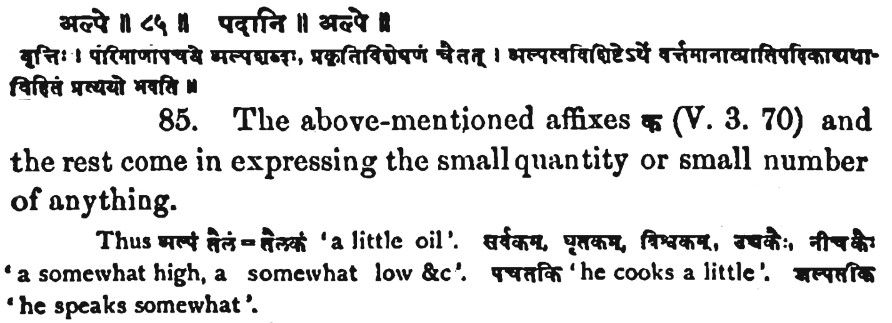 अल्पे ॥ ८५ ॥ पदानि ॥ अल्पे ॥
वृत्तिः । परिमाणापचये अल्पशब्दः, प्रकृतिविशेषणं चैतत् । अल्पत्वविशिष्टेऽर्थे वर्त्तमानात्प्रातिपदिकाद्यथा-
विहितं प्रत्ययो भवति ॥
85. The above-mentioned affixes क (V. 3. 70) and
the rest come in expressing the small quantity or small number
of anything.
Thus अल्पं तैलं = तैलकं 'a little oil'. सर्वकम्, घृतकम्, विश्वकम्, उच्चकैः, नीचकैः
'a somewhat high, a somewhat low &c'. पचतकि 'he cooks a little'. जल्पतकि
'he speaks somewhat'.